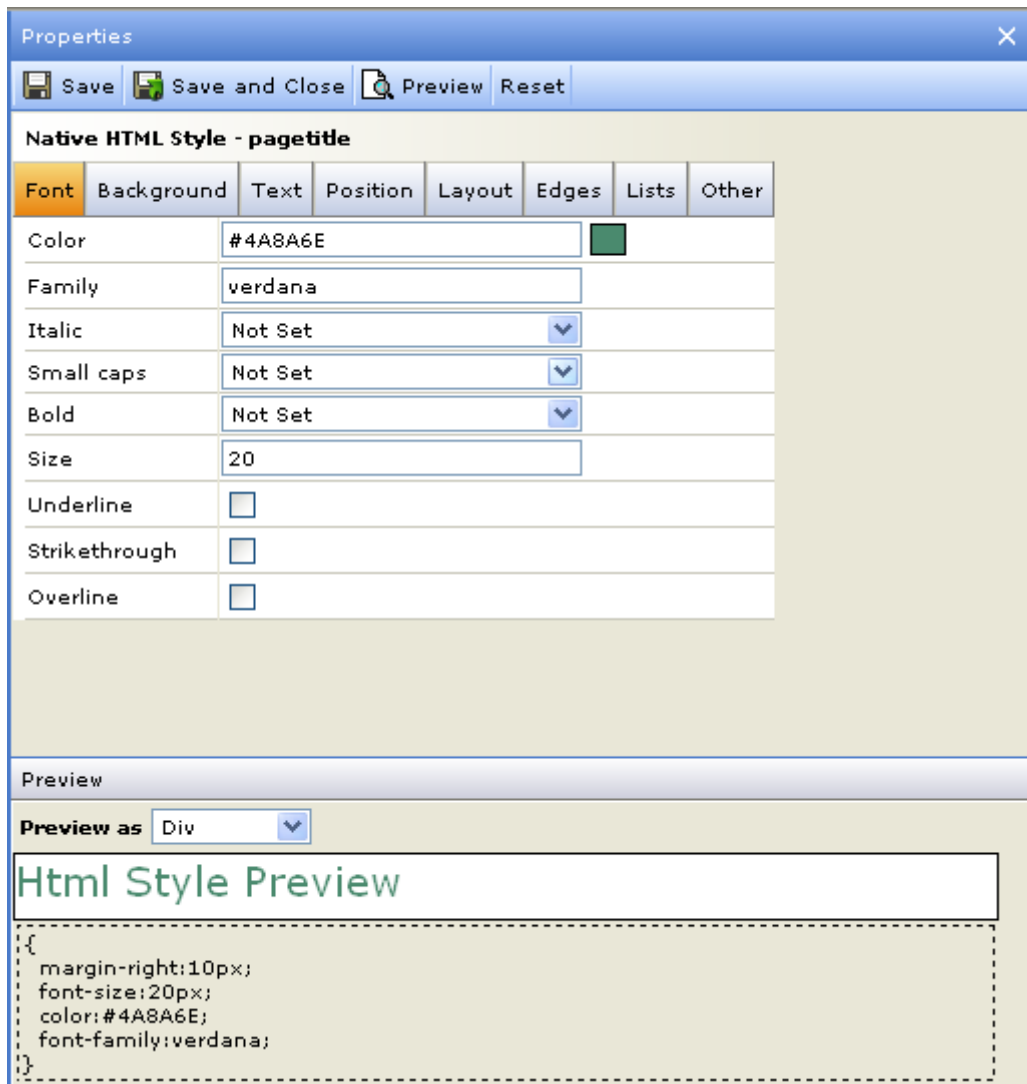 Properties
Save Save and Close Preview Reset
Native HTML Style - pagetitle
Font Background Text Position Layout Edges Lists Other
Color #4A8A6E
Family verdana
Italic Not Set
Small caps Not Set
Bold Not Set
Size 20
Underline
Strikethrough
Overline
Preview
Preview as Div
Html Style Preview
{
margin-right:10px;
font-size:20px;
color:#4A8A6E;
font-family:verdana;
}